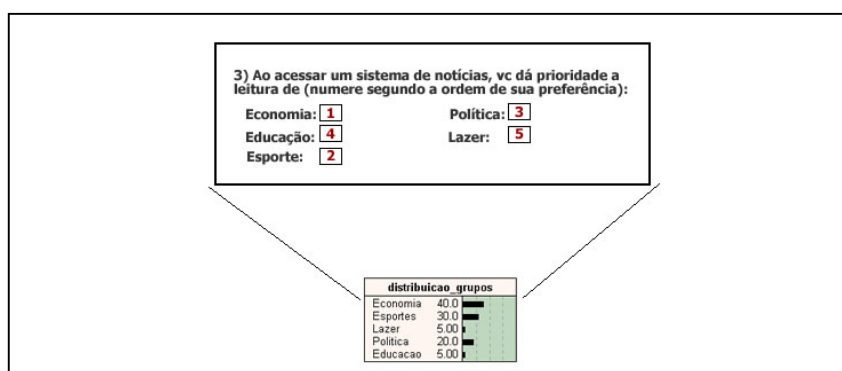 3) Ao acessar um sistema de notícias, vc dá prioridade a
leitura de (numere segundo a ordem de sua preferência):
Economia: 1 Política: 3
Educação: 4 Lazer: 5
Esporte: 2
distribuicao_grupos
Economia 40.0
Esportes 30.0
Lazer 5.00
Politica 20.0
Educacao 5.00